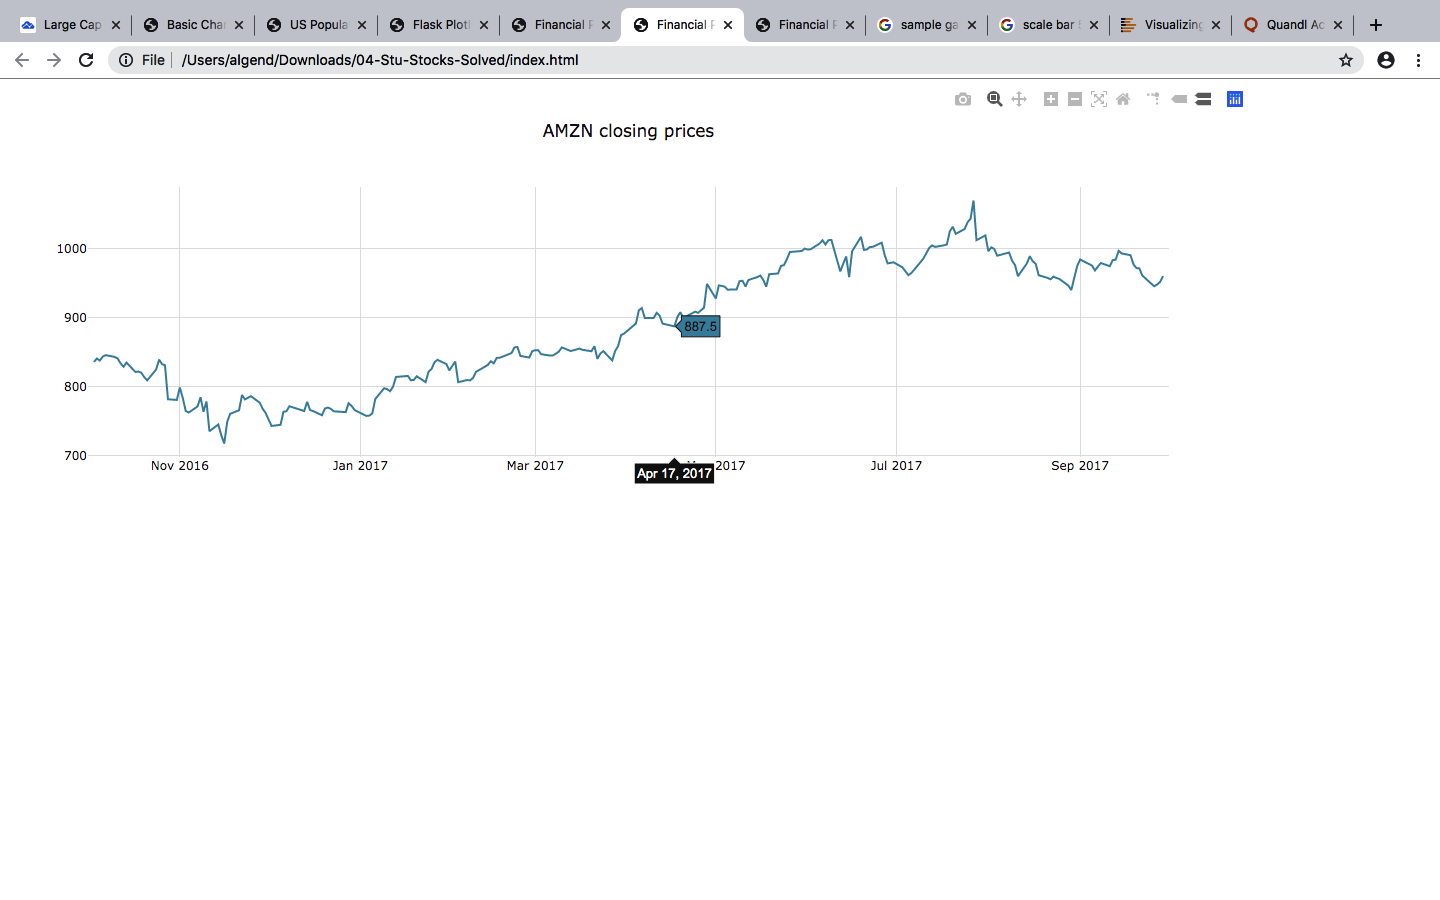 Large Cap
Basic Char
US Popula
Flask Plotl
Financial P
Financial P
Financial P
sample ga
scale bar
Visualizing
Quandl Ac
File /Users/algend/Downloads/04-Stu-Stocks-Solved/index.html
AMZN closing prices
1000
900
887.5
800
700
Nov 2016 Jan 2017 Mar 2017 2017 Jul 2017 Sep 2017
Apr 17, 2017